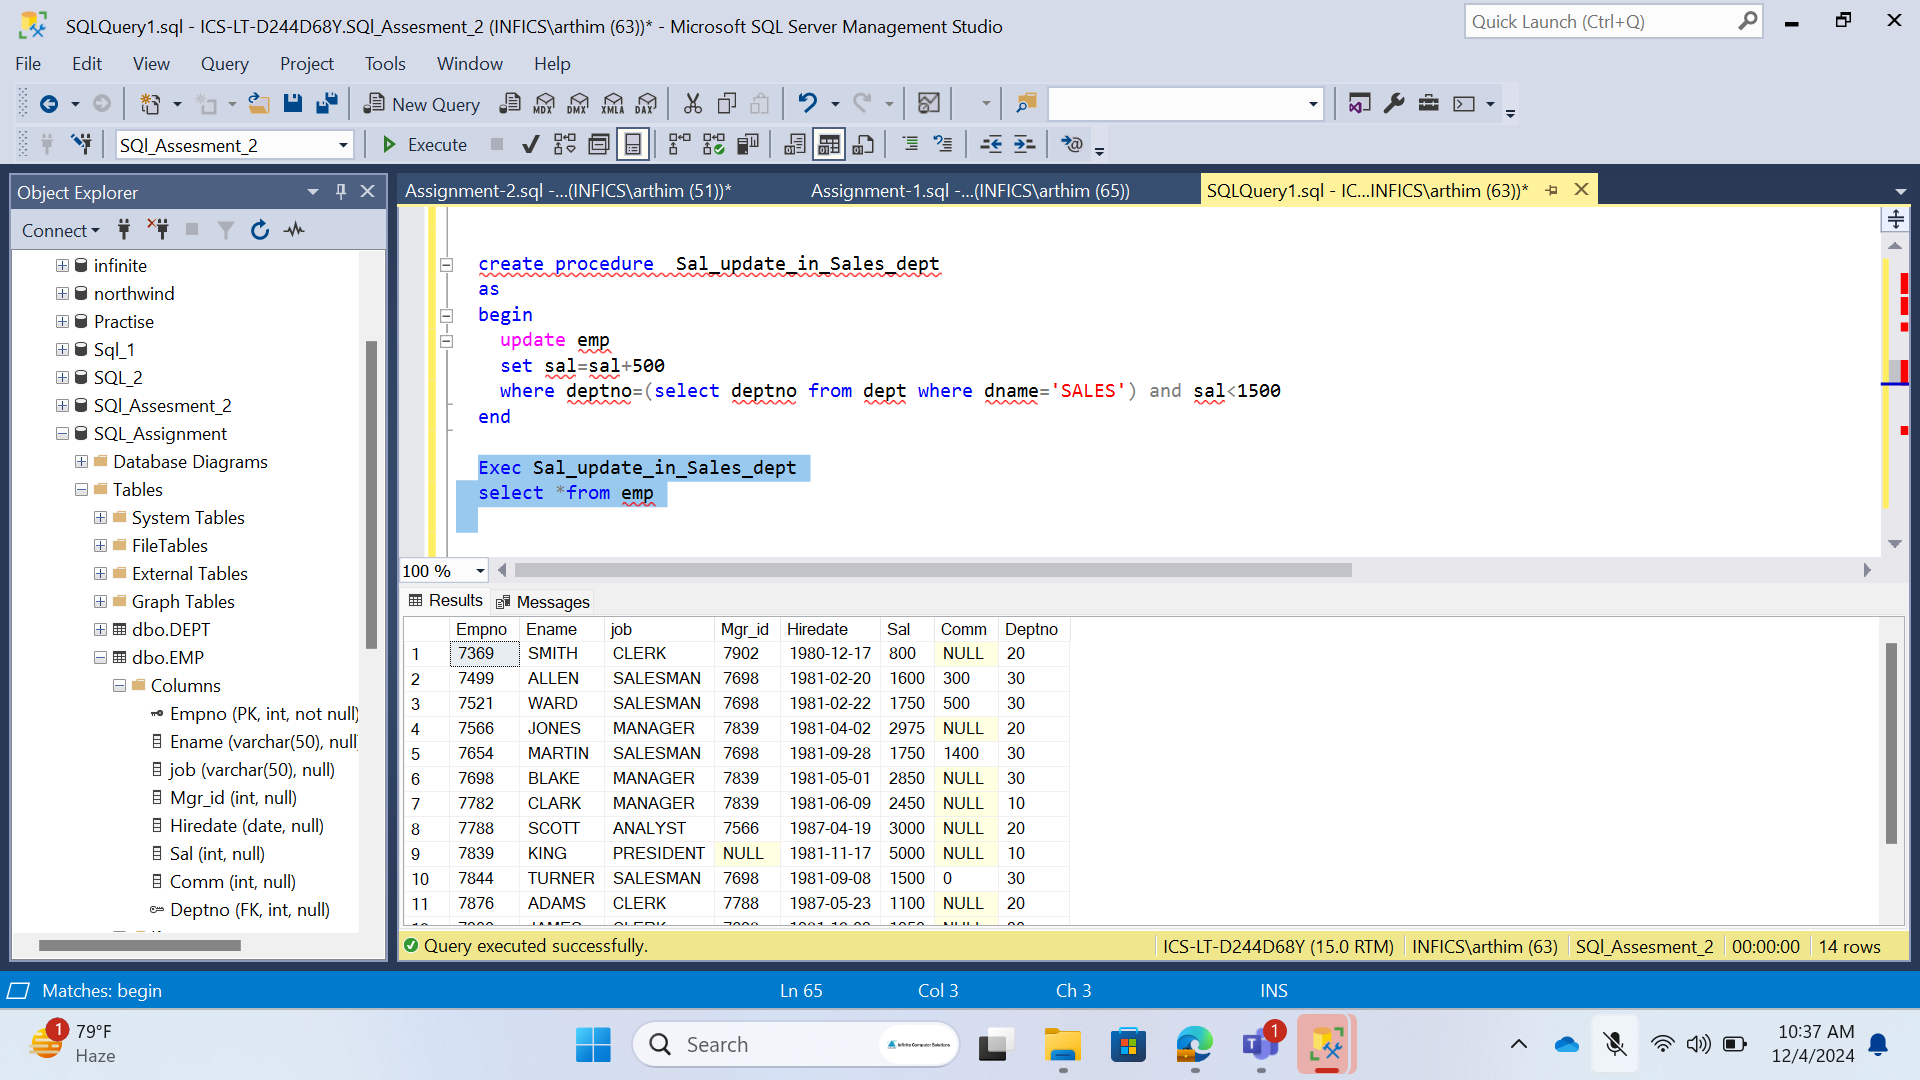 SQLQuery1.sql - ICS-LT-D244D68Y.SQl_Assesment_2 (INFICS\arthim (63))* - Microsoft SQL Server Management Studio
Quick Launch (Ctrl+Q)
File Edit View Query Project Tools Window Help
New Query MDX DMX XMLA DAX
SQl_Assesment_2 Execute
Object Explorer
Assignment-2.sql -...(INFICS\arthim (51))* Assignment-1.sql -...(INFICS\arthim (65)) SQLQuery1.sql - IC...INFICS\arthim (63))*
Connect
infinite
northwind
Practise
Sql_1
SQL_2
SQl_Assesment_2
SQL_Assignment
Database Diagrams
Tables
System Tables
FileTables
External Tables
Graph Tables
dbo.DEPT
dbo.EMP
Columns
Empno (PK, int, not null)
Ename (varchar(50), null)
job (varchar(50), null)
Mgr_id (int, null)
Hiredate (date, null)
Sal (int, null)
Comm (int, null)
Deptno (FK, int, null)
create procedure  Sal_update_in_Sales_dept
as
begin
update emp
set sal=sal+500
where deptno=(select deptno from dept where dname='SALES') and sal<1500
end
Exec Sal_update_in_Sales_dept
select *from emp
100 %
Results Messages
Empno Ename job Mgr_id Hiredate Sal Comm Deptno
1 7369 SMITH CLERK 7902 1980-12-17 800 NULL 20
2 7499 ALLEN SALESMAN 7698 1981-02-20 1600 300 30
3 7521 WARD SALESMAN 7698 1981-02-22 1750 500 30
4 7566 JONES MANAGER 7839 1981-04-02 2975 NULL 20
5 7654 MARTIN SALESMAN 7698 1981-09-28 1750 1400 30
6 7698 BLAKE MANAGER 7839 1981-05-01 2850 NULL 30
7 7782 CLARK MANAGER 7839 1981-06-09 2450 NULL 10
8 7788 SCOTT ANALYST 7566 1987-04-19 3000 NULL 20
9 7839 KING PRESIDENT NULL 1981-11-17 5000 NULL 10
10 7844 TURNER SALESMAN 7698 1981-09-08 1500 0 30
11 7876 ADAMS CLERK 7788 1987-05-23 1100 NULL 20
Query executed successfully. ICS-LT-D244D68Y (15.0 RTM) INFICS\arthim (63) SQl_Assesment_2 00:00:00 14 rows
Matches: begin Ln 65 Col 3 Ch 3 INS
1 79°F
Haze
Search Infinite Computer Solutions
1
10:37 AM
12/4/2024